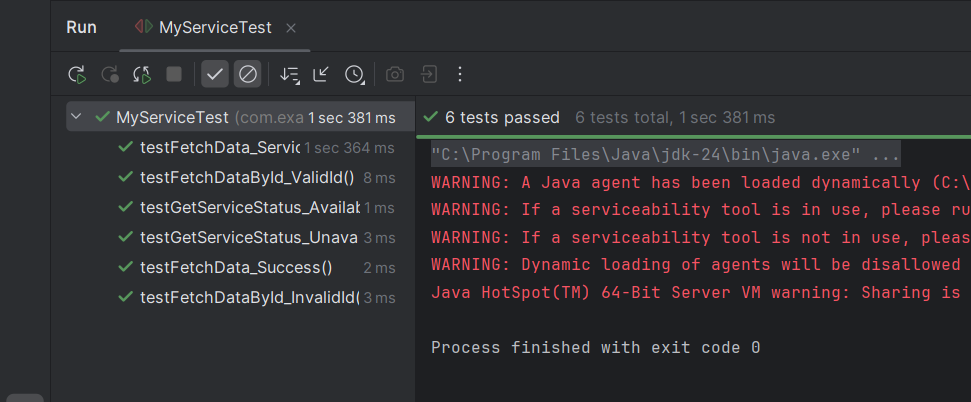 Run MyServiceTest
MyServiceTest (com.exa 1 sec 381 ms
testFetchData_Servic 1 sec 364 ms
testFetchDataById_ValidId() 8 ms
testGetServiceStatus_Availab 1 ms
testGetServiceStatus_Unava 3 ms
testFetchData_Success() 2 ms
testFetchDataById_InvalidId( 3 ms
6 tests passed 6 tests total, 1 sec 381 ms
"C:\Program Files\Java\jdk-24\bin\java.exe" ...
WARNING: A Java agent has been loaded dynamically (C:\
WARNING: If a serviceability tool is in use, please ru
WARNING: If a serviceability tool is not in use, pleas
WARNING: Dynamic loading of agents will be disallowed
Java HotSpot(TM) 64-Bit Server VM warning: Sharing is
Process finished with exit code 0